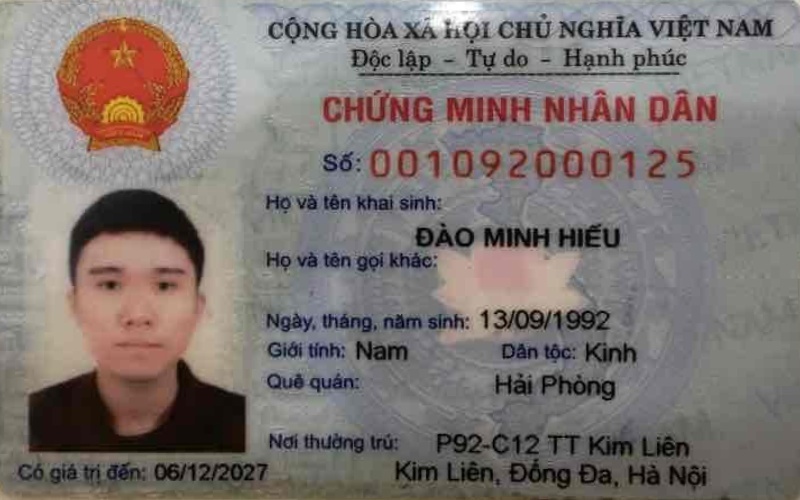 CỘNG HÒA XÃ HỘI CHỦ NGHĨA VIỆT NAM
Độc lập - Tự do - Hạnh phúc
CHỨNG MINH NHÂN DÂN
Số: 001092000125
Họ và tên khai sinh:
ĐÀO MINH HIẾU
Họ và tên gọi khác:
Ngày, tháng, năm sinh: 13/09/1992
Giới tính: Nam Dân tộc: Kinh
Quê quán: Hải Phòng
Nơi thường trú: P92-C12 TT Kim Liên
Kim Liên, Đống Đa, Hà Nội
Có giá trị đến: 06/12/2027